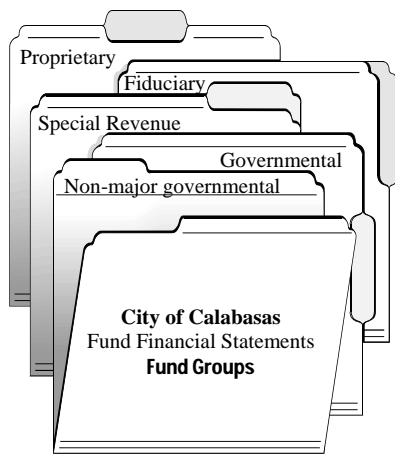 Proprietary
Fiduciary
Special Revenue
Governmental
Non-major governmental
City of Calabasas
Fund Financial Statements
Fund Groups